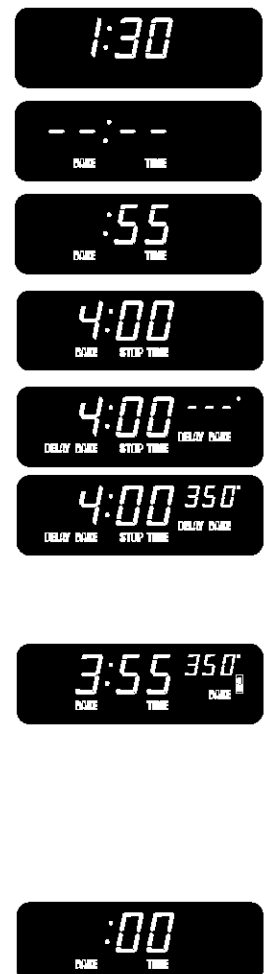 1:30
--:--
BAKE TIME
:55
BAKE TIME
4:00
BAKE STOP TIME
4:00 ---°
DELAY BAKE STOP TIME DELAY BAKE
4:00 350°
DELAY BAKE STOP TIME DELAY BAKE
3:55 350°
BAKE TIME BAKE
:00
BAKE TIME